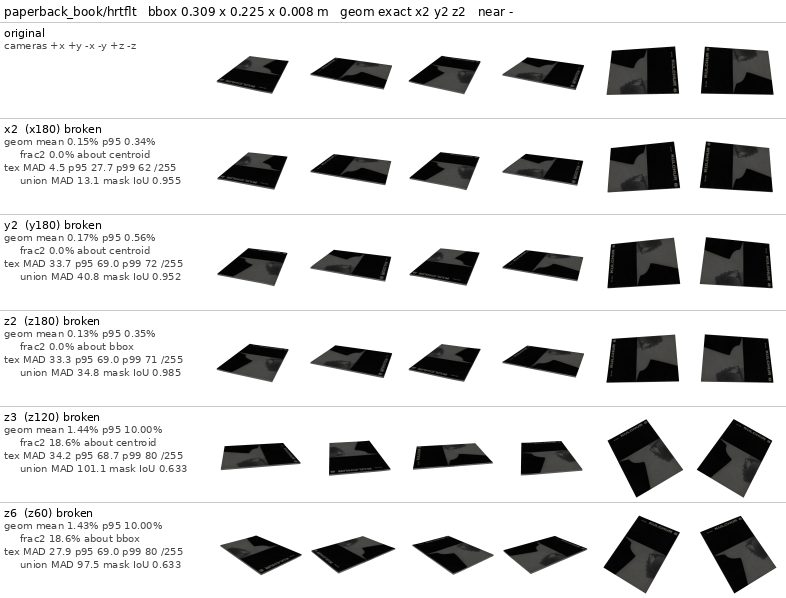 paperback_book/hrtflt bbox 0.309 x 0.225 x 0.008 m geom exact x2 y2 z2 near -
original
cameras +x +y -x -y +z -z
x2 (x180) broken
geom mean 0.15% p95 0.34%
frac2 0.0% about centroid
tex MAD 4.5 p95 27.7 p99 62 /255
union MAD 13.1 mask IoU 0.955
y2 (y180) broken
geom mean 0.17% p95 0.56%
frac2 0.0% about centroid
tex MAD 33.7 p95 69.0 p99 72 /255
union MAD 40.8 mask IoU 0.952
z2 (z180) broken
geom mean 0.13% p95 0.35%
frac2 0.0% about bbox
tex MAD 33.3 p95 69.0 p99 71 /255
union MAD 34.8 mask IoU 0.985
z3 (z120) broken
geom mean 1.44% p95 10.00%
frac2 18.6% about centroid
tex MAD 34.2 p95 68.7 p99 80 /255
union MAD 101.1 mask IoU 0.633
z6 (z60) broken
geom mean 1.43% p95 10.00%
frac2 18.6% about bbox
tex MAD 27.9 p95 69.0 p99 80 /255
union MAD 97.5 mask IoU 0.633